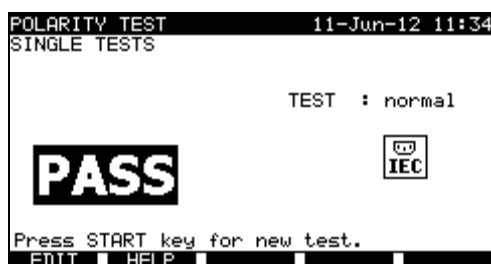 POLARITY TEST 11-Jun-12 11:34
SINGLE TESTS
TEST : normal
PASS
IEC
Press START key for new test.
EDIT HELP